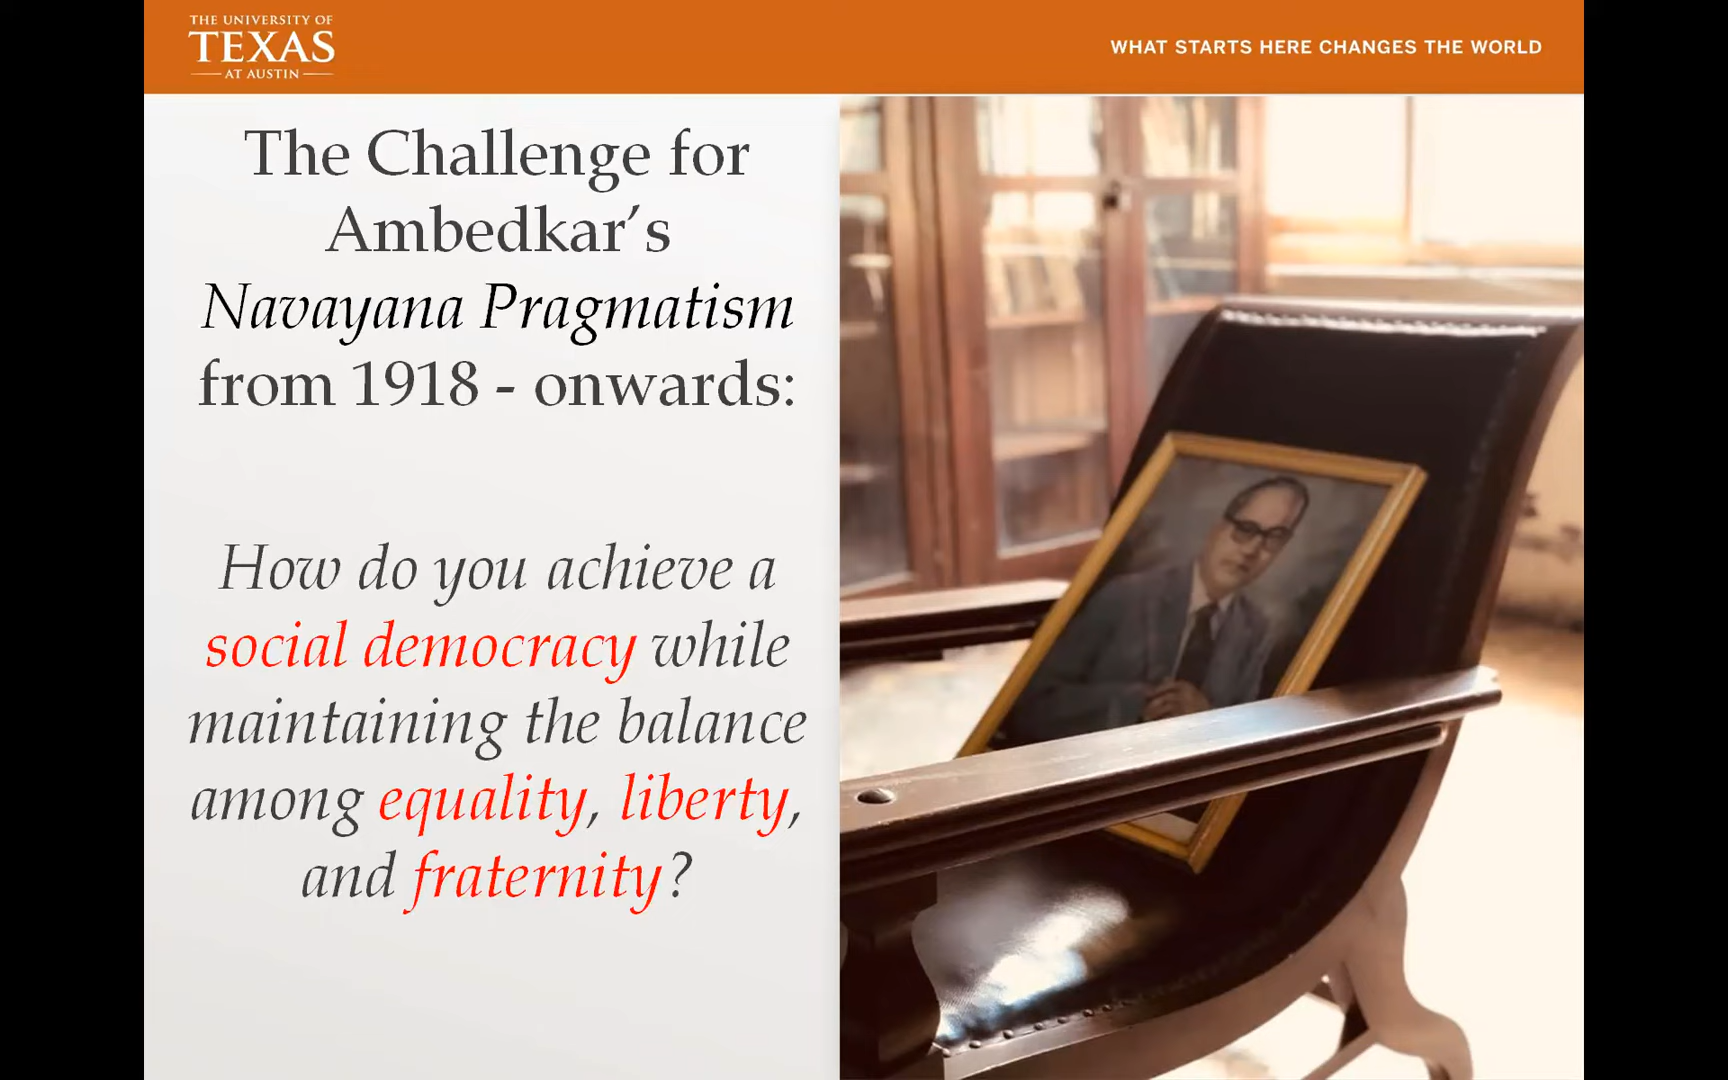 THE UNIVERSITY OF
TEXAS
AT AUSTIN
WHAT STARTS HERE CHANGES THE WORLD
The Challenge for
Ambedkar’s
Navayana Pragmatism
from 1918 - onwards:
How do you achieve a
social democracy while
maintaining the balance
among equality, liberty,
and fraternity?